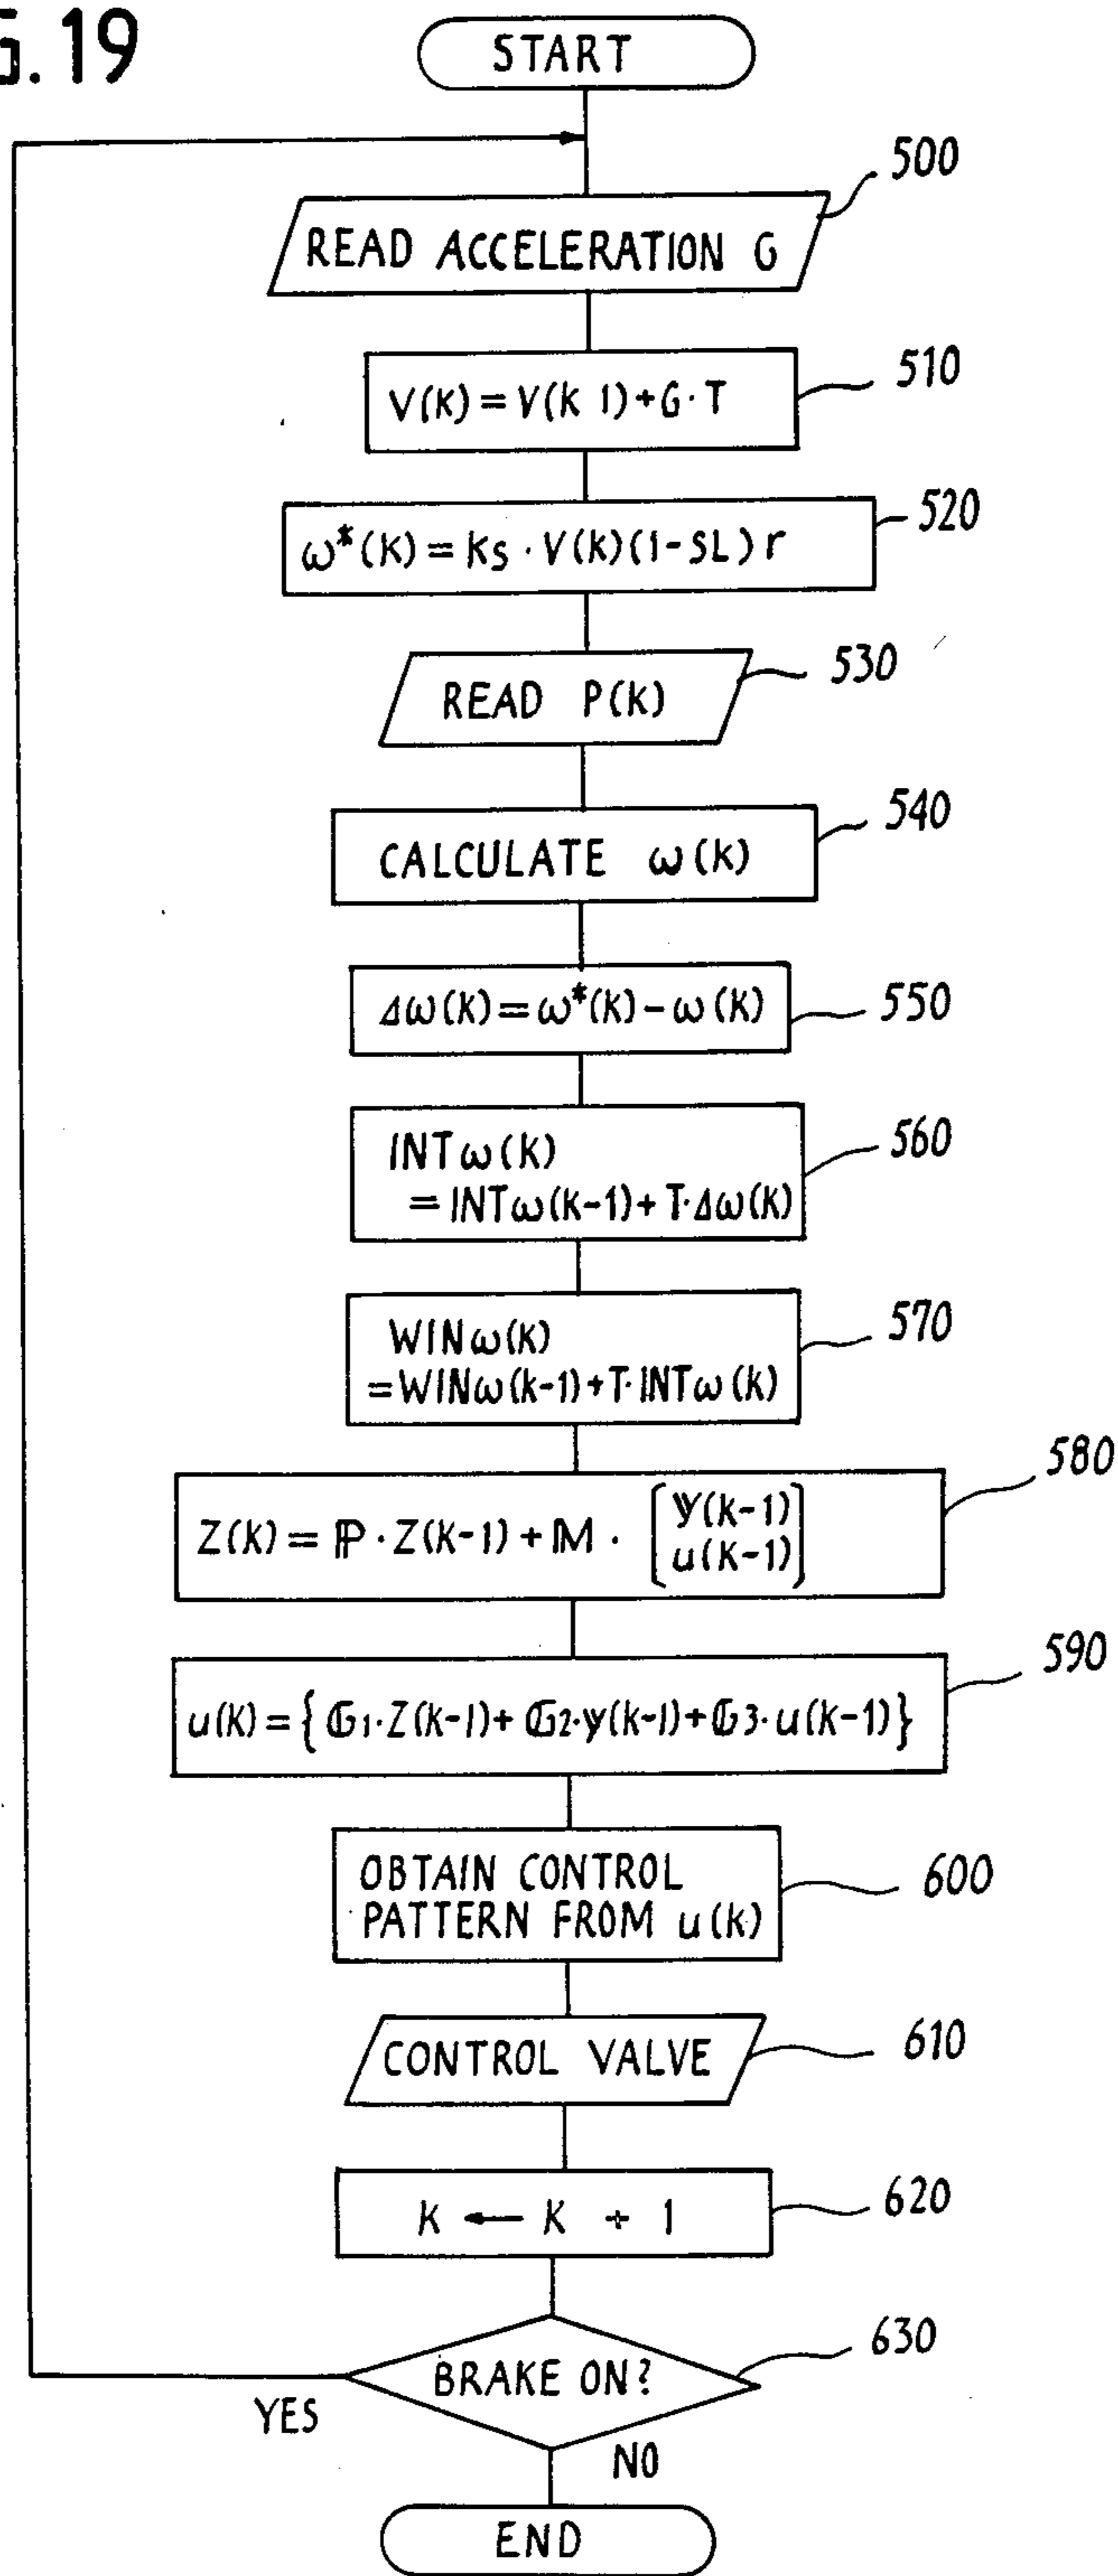 G.19
START
500
READ ACCELERATION G
510
V(K) = V(k 1) + G · T
520
ω*(K) = KS · V(k)(1-SL) r
530
READ P(K)
540
CALCULATE ω(K)
550
Δω(K) = ω*(K) - ω(K)
560
INTω(K)
= INTω(K-1) + T·Δω(K)
570
WINω(K)
= WINω(k-1) + T·INTω(K)
580
Z(K) = ℙ · Z(K-1) + 𝕄 · [y(k-1)
u(k-1)]
590
u(k) = {𝔾1·Z(k-1) + 𝔾2·y(k-1) + 𝔾3·u(k-1)}
600
OBTAIN CONTROL
PATTERN FROM u(k)
610
CONTROL VALVE
620
K ← K + 1
630
BRAKE ON?
YES
NO
END